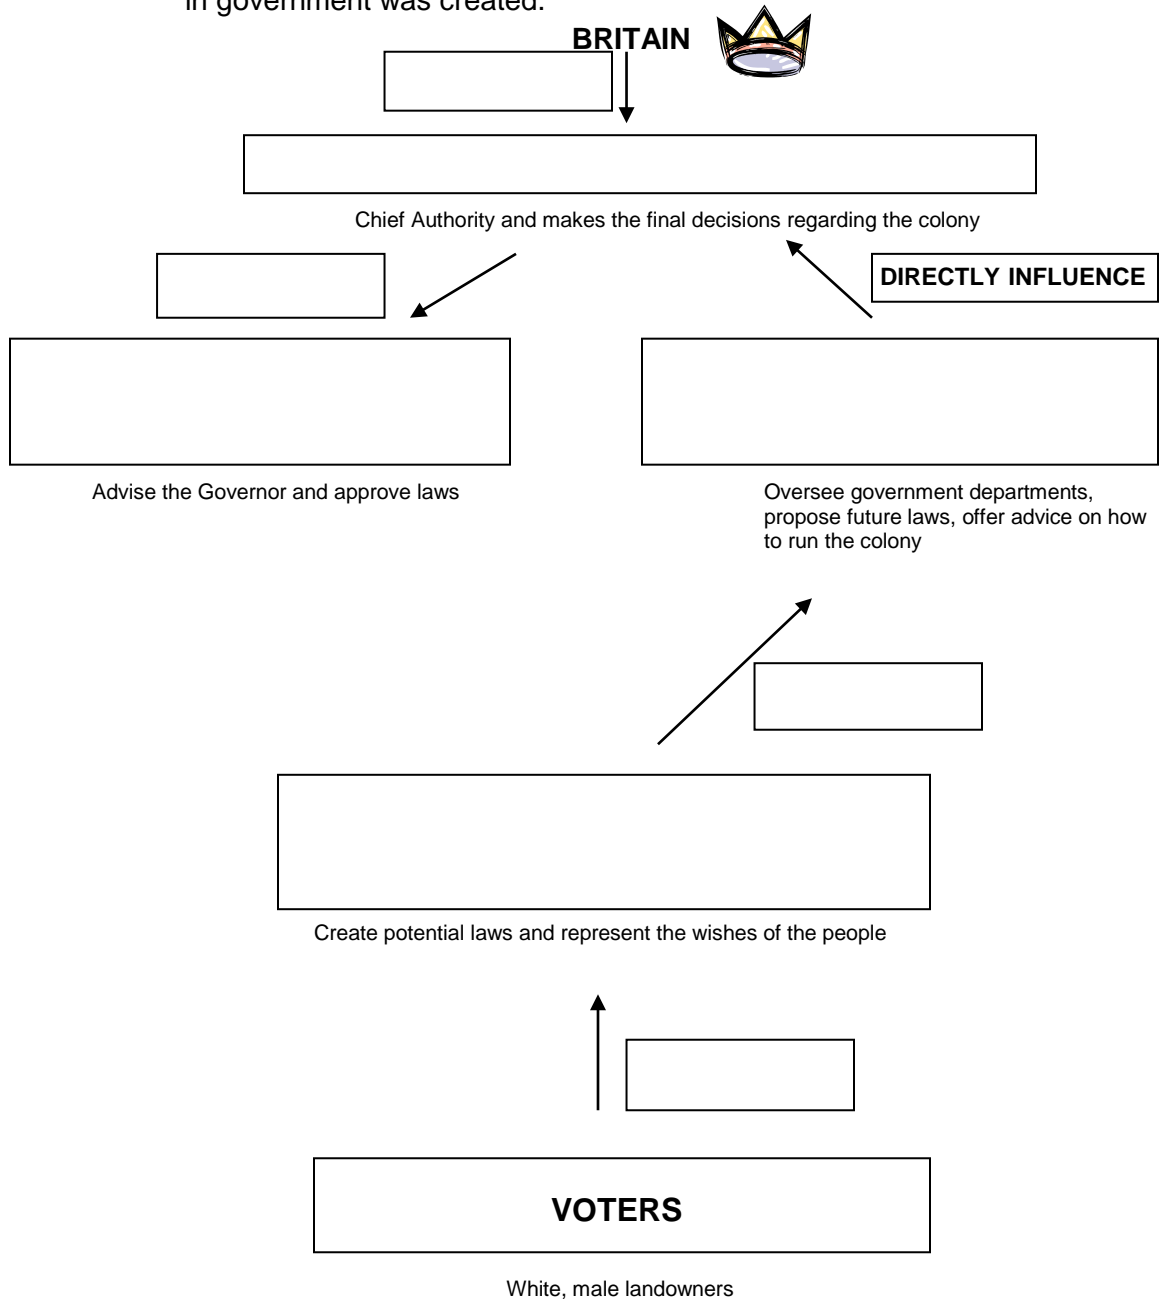 in government was created.
BRITAIN
Chief Authority and makes the final decisions regarding the colony
DIRECTLY INFLUENCE
Advise the Governor and approve laws
Oversee government departments,
propose future laws, offer advice on how
to run the colony
Create potential laws and represent the wishes of the people
VOTERS
White, male landowners